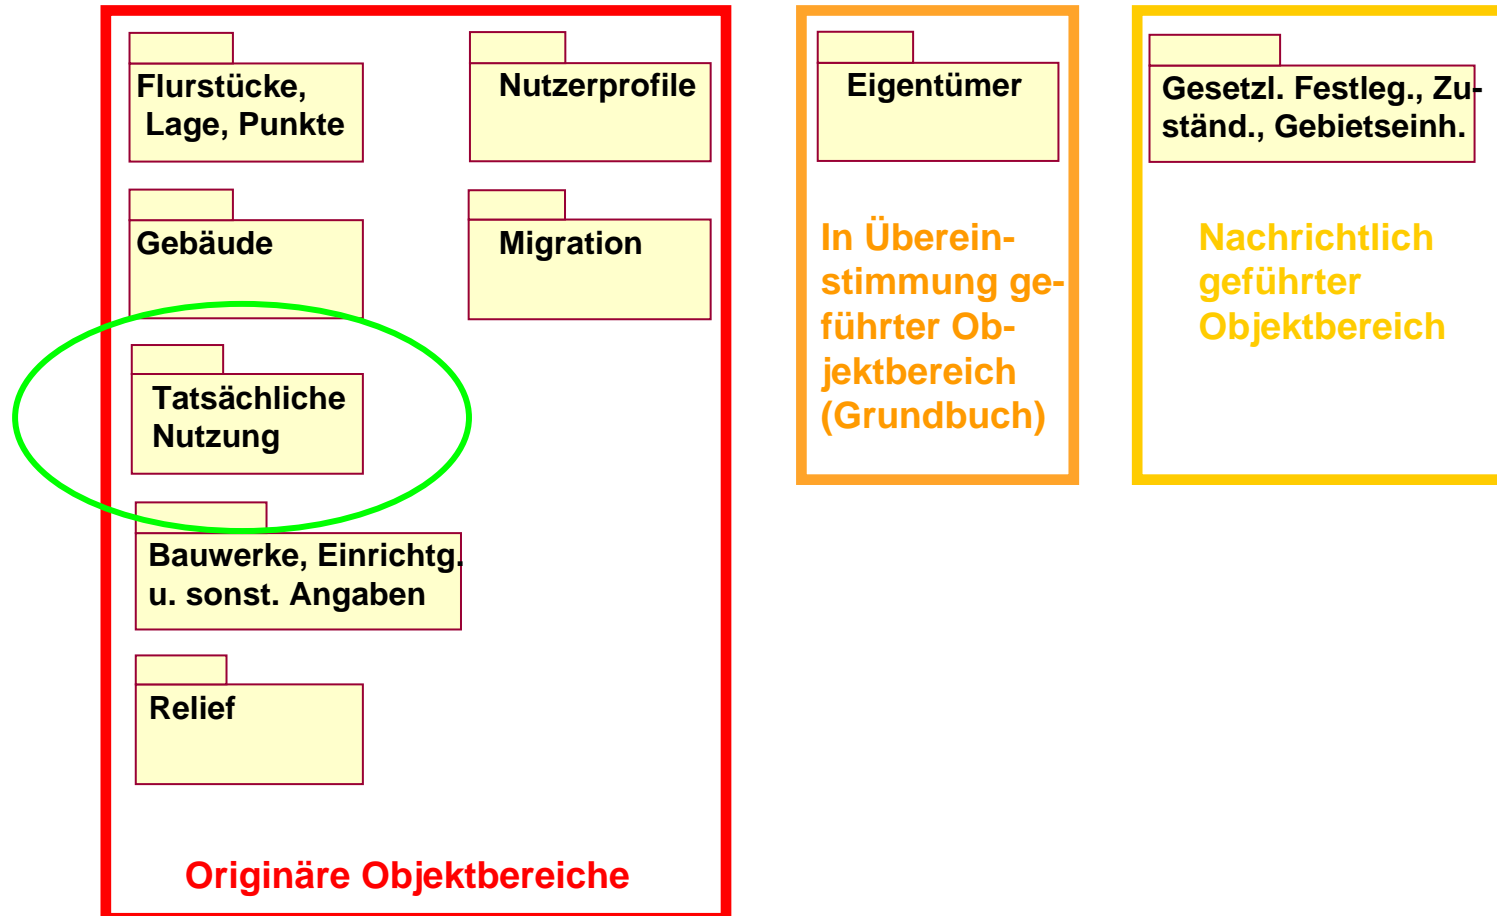 Flurstücke,
Lage, Punkte
Nutzerprofile
Gebäude
Migration
Tatsächliche
Nutzung
Bauwerke, Einrichtg.
u. sonst. Angaben
Relief
Originäre Objektbereiche
Eigentümer
In Überein-
stimmung ge-
führter Ob-
jektbereich
(Grundbuch)
Gesetzl. Festleg., Zu-
ständ., Gebietseinh.
Nachrichtlich
geführter
Objektbereich